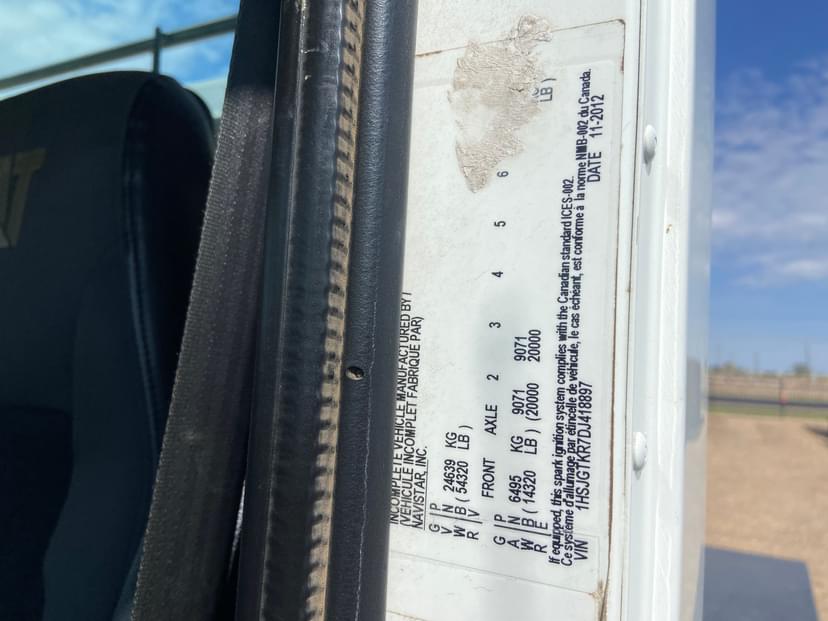 INCOMPLETE VEHICLE MANUFACTURED BY /
(VEHICULE INCOMPLET FABRIQUE PAR)
NAVISTAR, INC.
G | P
V | N 24639 KG
W | B ( 54320 LB )
R | V
FRONT AXLE 2 3 4 5 6
G | P
A | N 6495 KG 9071 9071
W | B ( 14320 LB ) (20000 20000
R | E
LB )
If equipped, this spark ignition system complies with the Canadian standard ICES-002.
Ce système d'allumage par étincelle de véhicule, le cas échéant, est conforme à la norme NMB-002 du Canada.
VIN 1HSJGTKR7DJ418897 DATE 11-2012